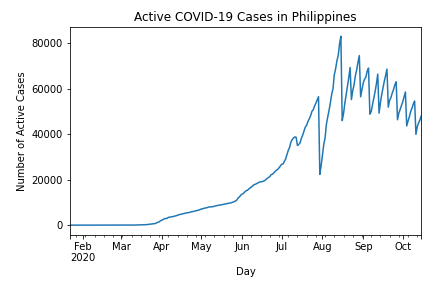 Active COVID-19 Cases in Philippines
Number of Active Cases
80000
60000
40000
20000
0
Feb
2020
Mar
Apr
May
Jun
Jul
Aug
Sep
Oct
Day